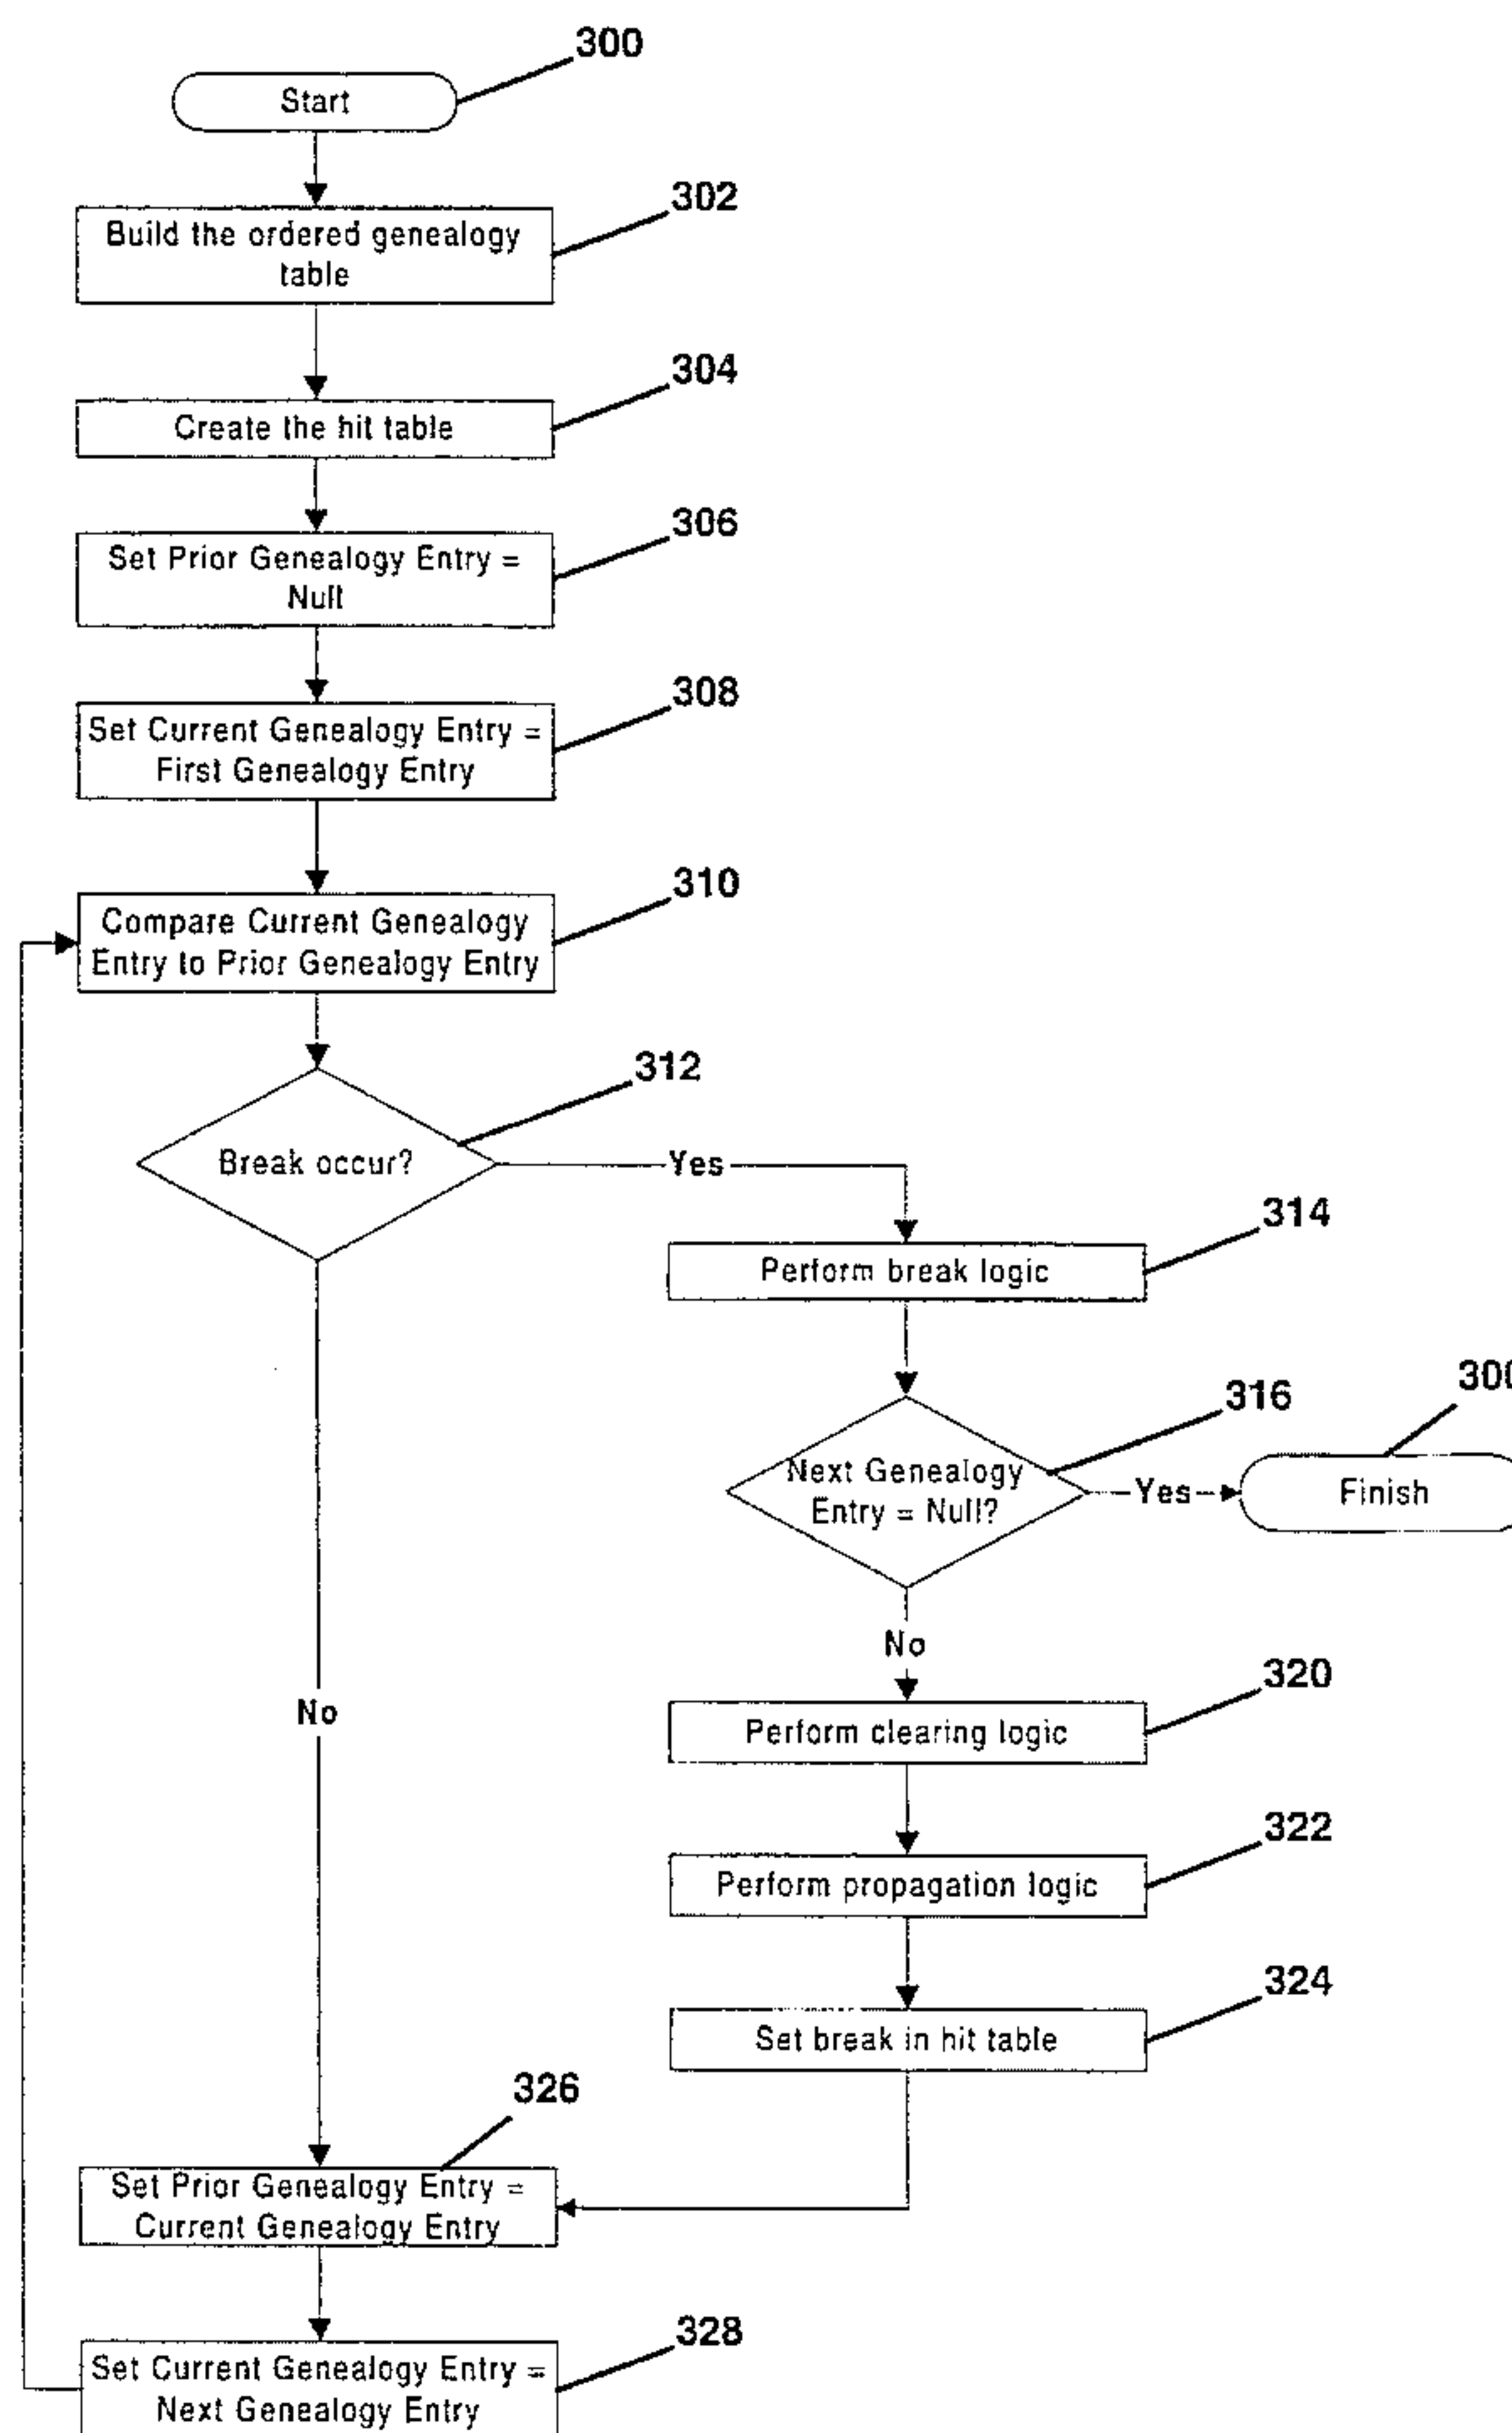 300
Start
302
Build the ordered genealogy
table
304
Create the hit table
306
Set Prior Genealogy Entry =
Null
308
Set Current Genealogy Entry =
First Genealogy Entry
310
Compare Current Genealogy
Entry to Prior Genealogy Entry
312
Break occur?
Yes
314
Perform break logic
300
316
Next Genealogy
Entry = Null?
Yes
Finish
No
320
Perform clearing logic
No
322
Perform propagation logic
324
Set break in hit table
326
Set Prior Genealogy Entry =
Current Genealogy Entry
328
Set Current Genealogy Entry =
Next Genealogy Entry